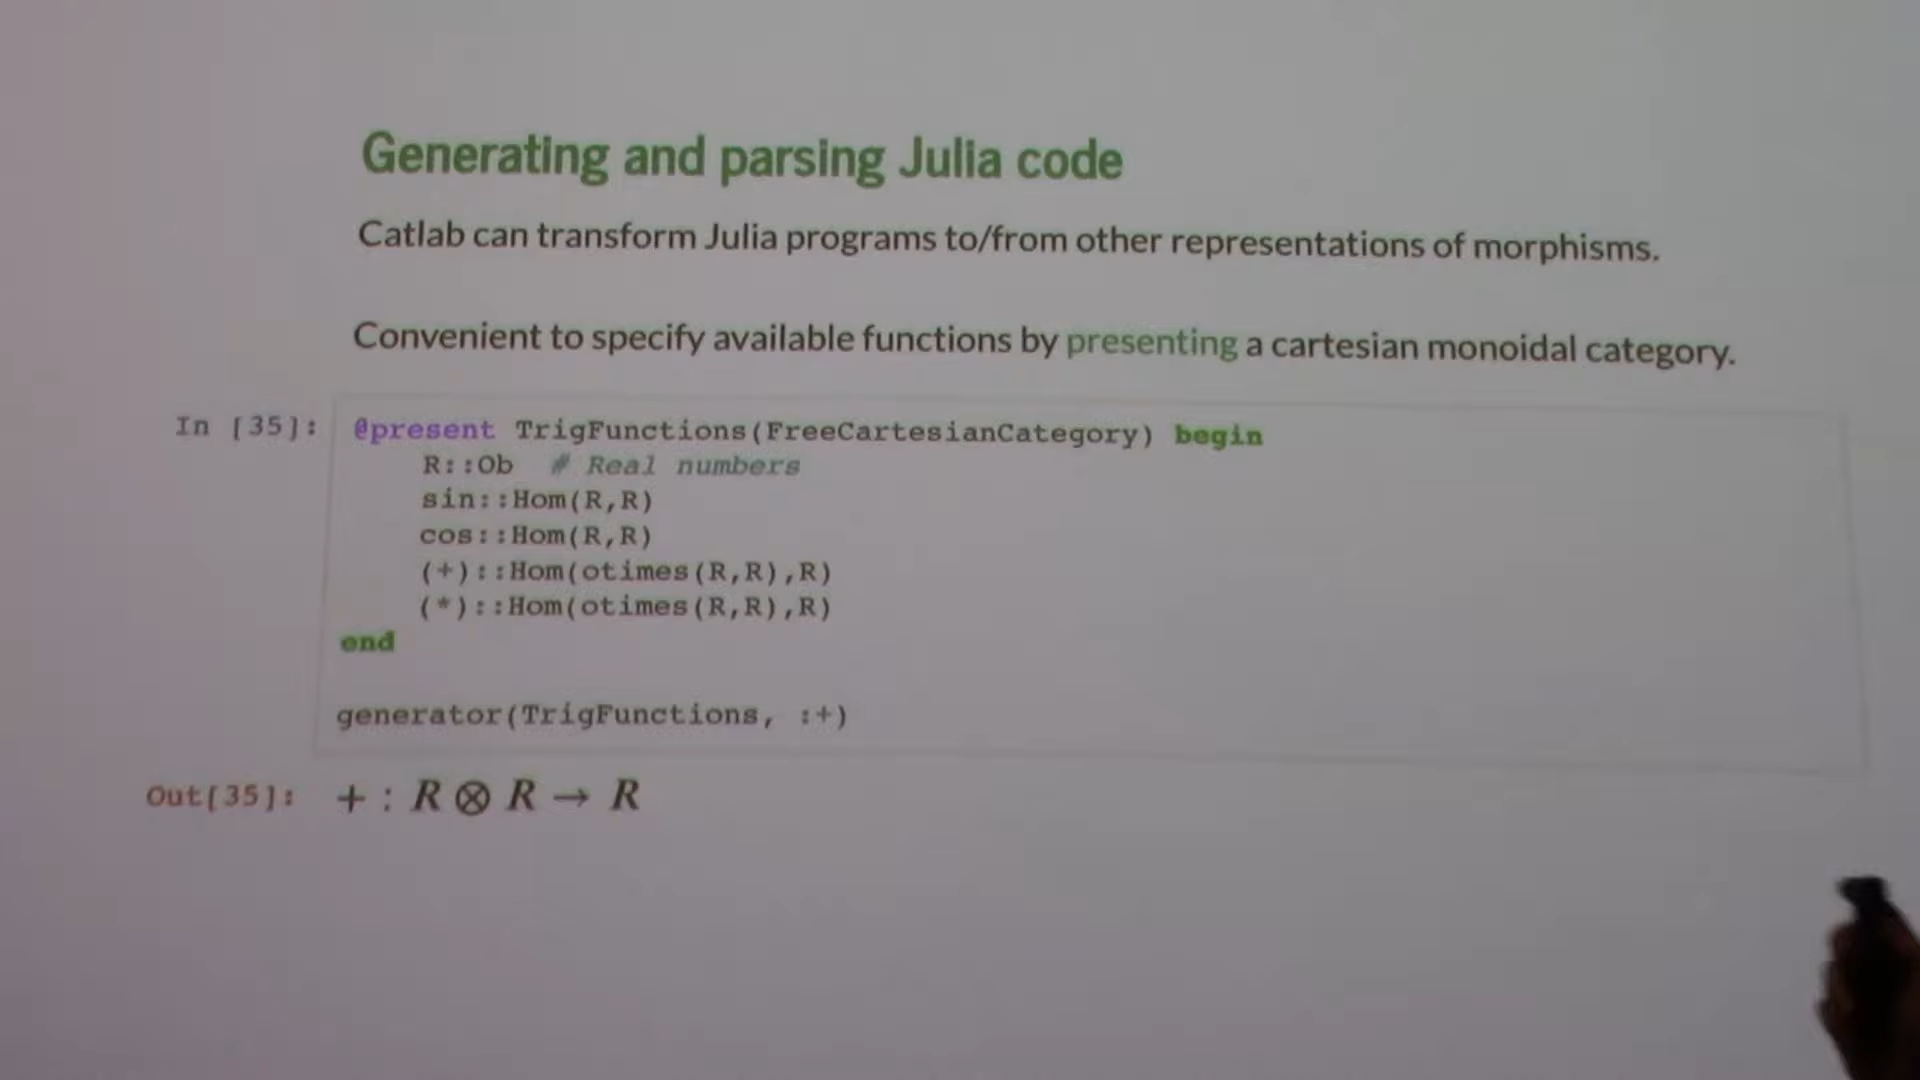 Generating and parsing Julia code
Catlab can transform Julia programs to/from other representations of morphisms.
Convenient to specify available functions by presenting a cartesian monoidal category.
In [35]: @present TrigFunctions(FreeCartesianCategory) begin
R::Ob # Real numbers
sin::Hom(R,R)
cos::Hom(R,R)
(+)::Hom(otimes(R,R),R)
(*)::Hom(otimes(R,R),R)
end
generator(TrigFunctions, :+)
Out[35]: + : R ⊗ R → R